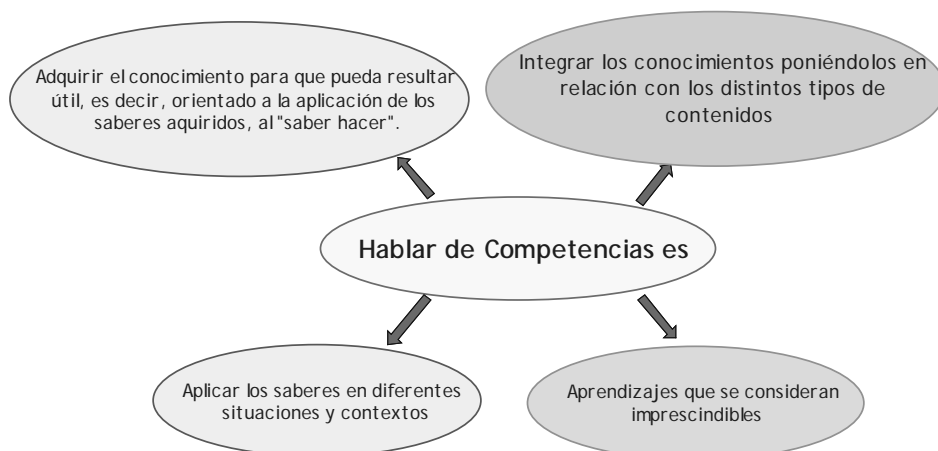 Adquirir el conocimiento para que pueda resultar
útil, es decir, orientado a la aplicación de los
saberes aquiridos, al "saber hacer".
Integrar los conocimientos poniéndolos en
relación con los distintos tipos de
contenidos
Hablar de Competencias es
Aplicar los saberes en diferentes
situaciones y contextos
Aprendizajes que se consideran
imprescindibles